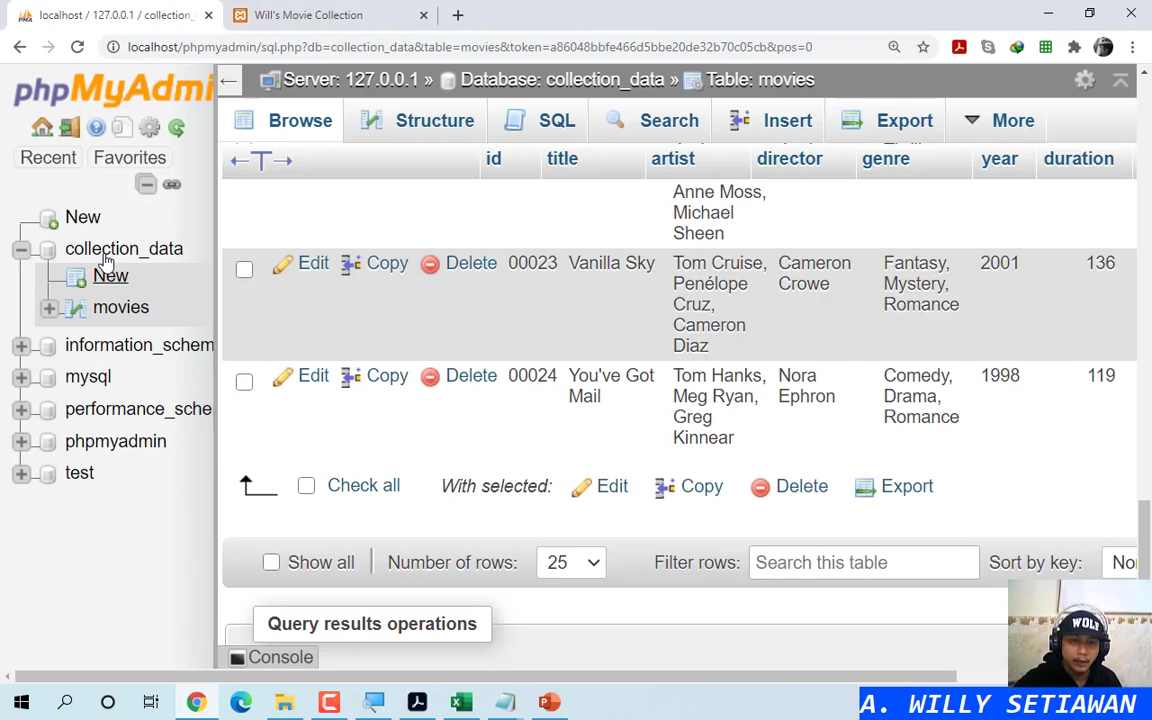 localhost / 127.0.0.1 / collection_
Will's Movie Collection
localhost/phpmyadmin/sql.php?db=collection_data&table=movies&token=a86048bbfe466d5bbe20de32b70c05cb&pos=0
phpMyAdmi
Server: 127.0.0.1 » Database: collection_data » Table: movies
Browse Structure SQL Search Insert Export More
Recent Favorites
id title artist director genre year duration
New
collection_data
New
movies
information_schem
mysql
performance_sche
phpmyadmin
test
Anne Moss,
Michael
Sheen
Edit Copy Delete 00023 Vanilla Sky Tom Cruise, Cameron Fantasy, 2001 136
Penélope Crowe Mystery,
Cruz, Romance
Cameron
Diaz
Edit Copy Delete 00024 You've Got Tom Hanks, Nora Comedy, 1998 119
Mail Meg Ryan, Ephron Drama,
Greg Romance
Kinnear
Check all With selected: Edit Copy Delete Export
Show all Number of rows: 25 Filter rows: Search this table Sort by key: No
Query results operations
Console
WOLF
A. WILLY SETIAWAN